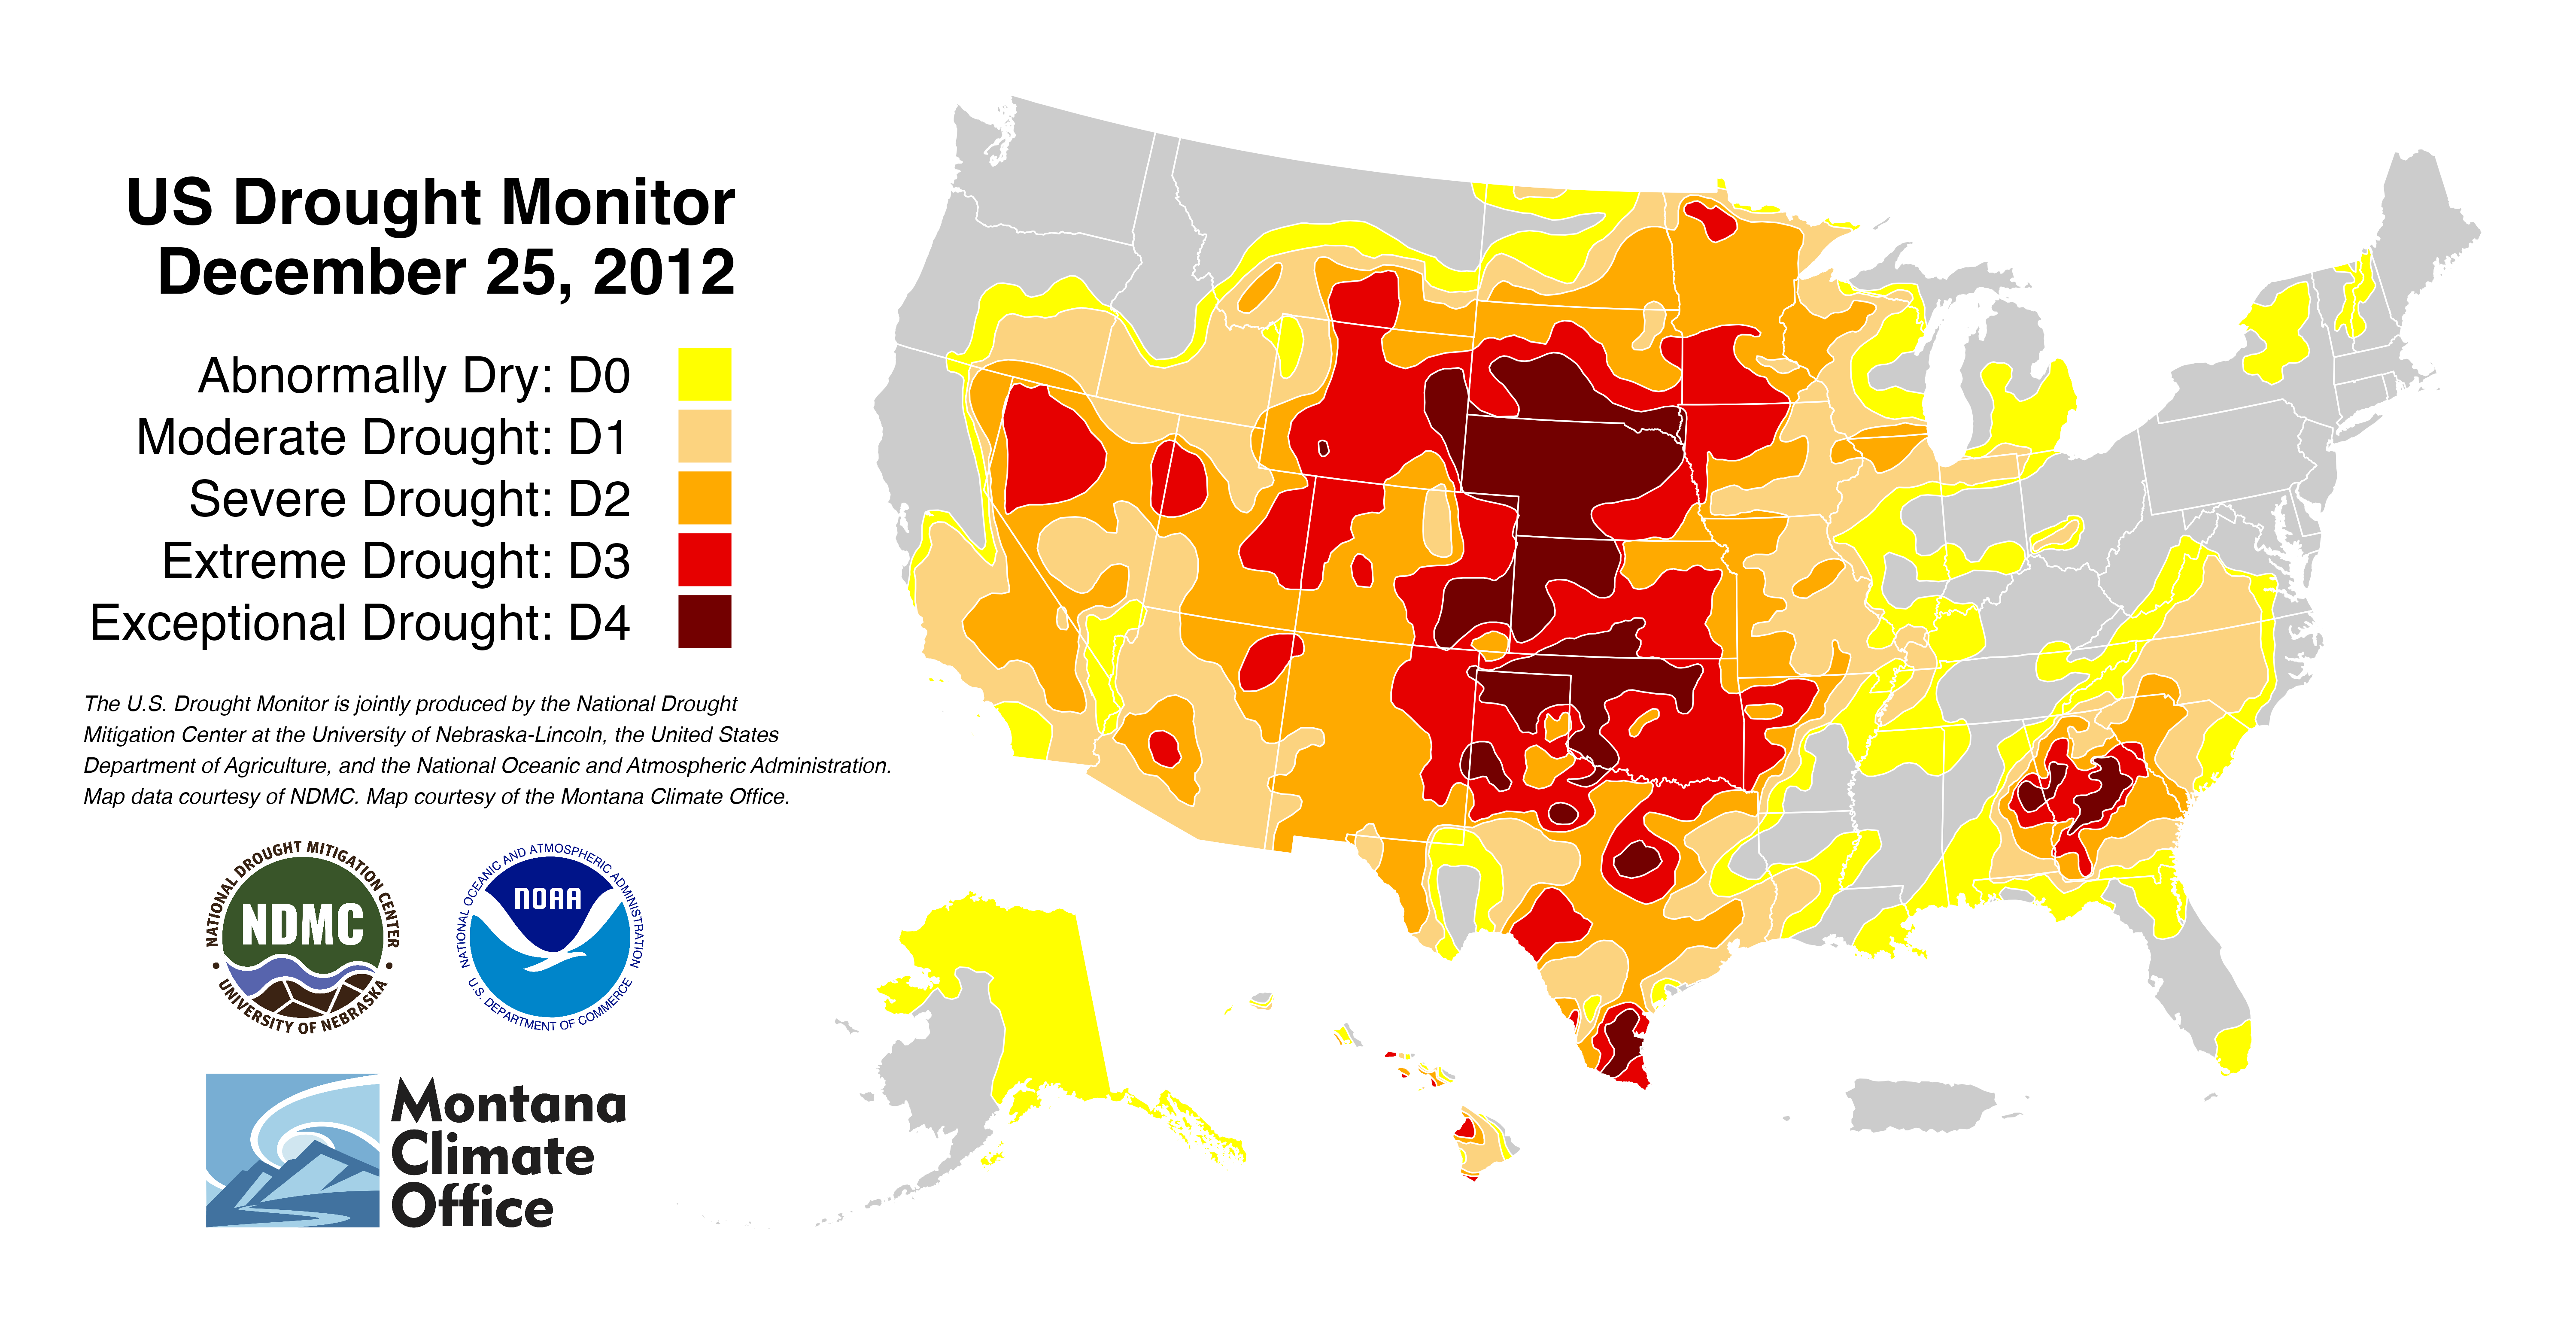 US Drought Monitor
December 25, 2012
Abnormally Dry: D0
Moderate Drought: D1
Severe Drought: D2
Extreme Drought: D3
Exceptional Drought: D4
The U.S. Drought Monitor is jointly produced by the National Drought
Mitigation Center at the University of Nebraska-Lincoln, the United States
Department of Agriculture, and the National Oceanic and Atmospheric Administration.
Map data courtesy of NDMC. Map courtesy of the Montana Climate Office.
NATIONAL DROUGHT MITIGATION CENTER
NDMC
• UNIVERSITY OF NEBRASKA •
NATIONAL OCEANIC AND ATMOSPHERIC ADMINISTRATION
NOAA
U.S. DEPARTMENT OF COMMERCE
Montana
Climate
Office